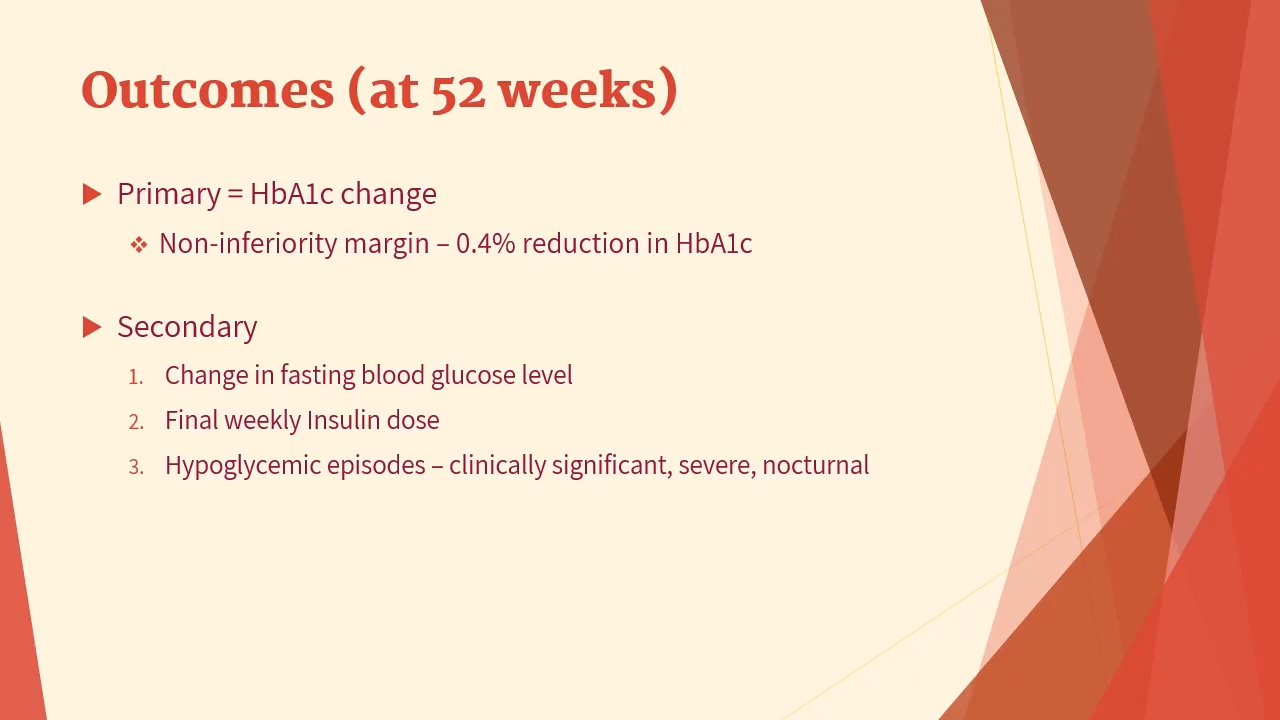 Outcomes (at 52 weeks)
Primary = HbA1c change
Non-inferiority margin – 0.4% reduction in HbA1c
Secondary
1. Change in fasting blood glucose level
2. Final weekly Insulin dose
3. Hypoglycemic episodes – clinically significant, severe, nocturnal